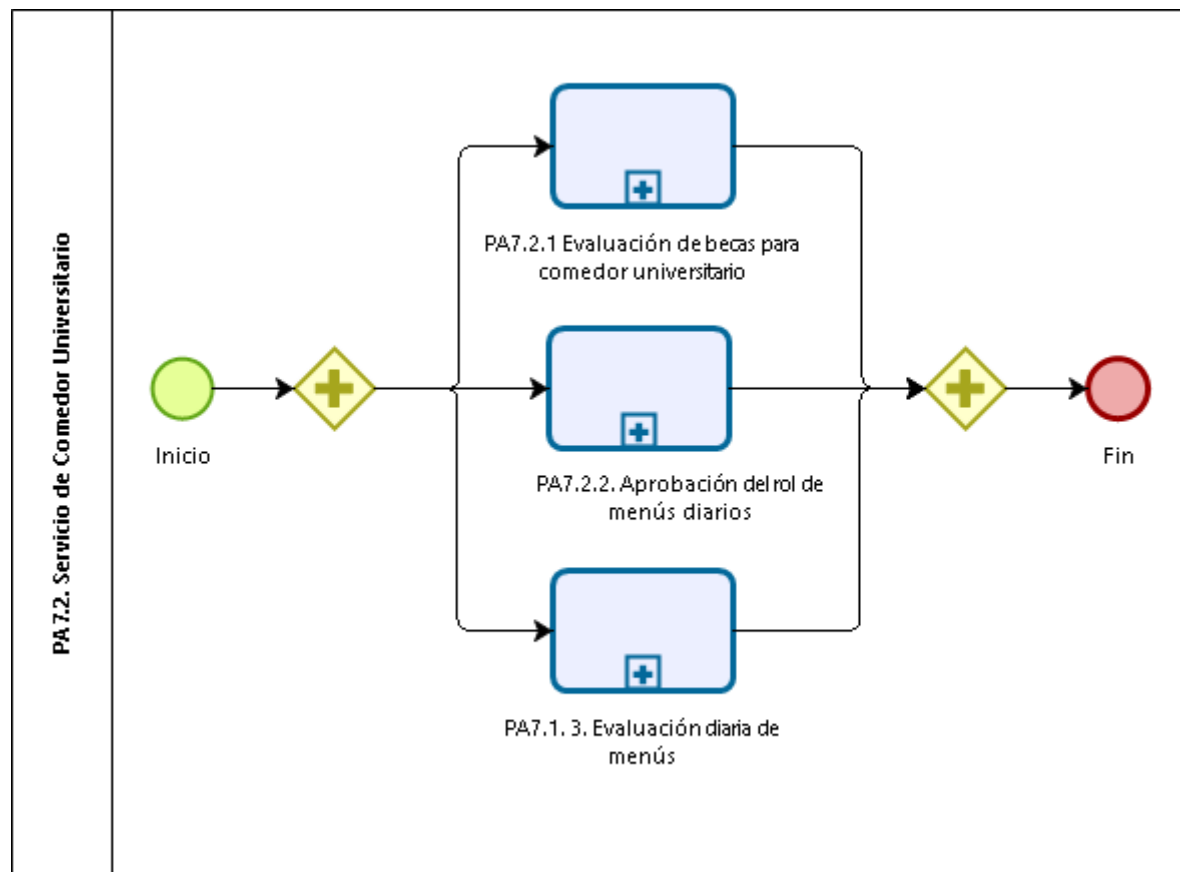 PA7.2. Servicio de Comedor Universitario
PA7.2.1 Evaluación de becas para
comedor universitario
Inicio
PA7.2.2. Aprobación del rol de
menús diarios
Fin
PA7.1. 3. Evaluación diaria de
menús